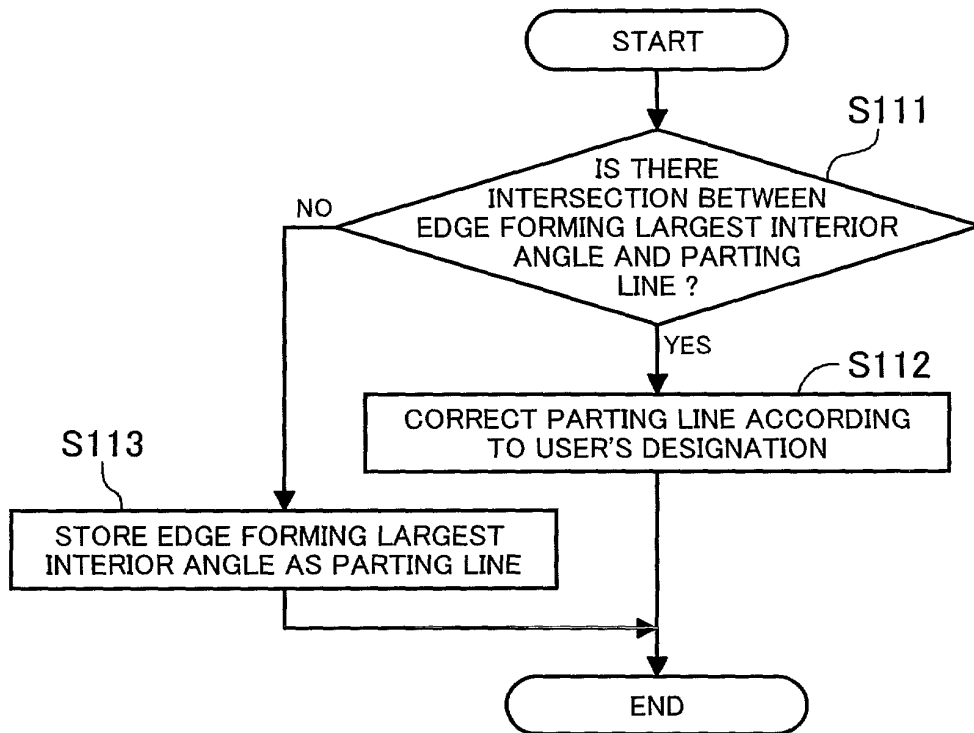 START
S111
IS THERE
INTERSECTION BETWEEN
EDGE FORMING LARGEST INTERIOR
ANGLE AND PARTING
LINE ?
NO
YES
S112
CORRECT PARTING LINE ACCORDING
TO USER'S DESIGNATION
S113
STORE EDGE FORMING LARGEST
INTERIOR ANGLE AS PARTING LINE
END